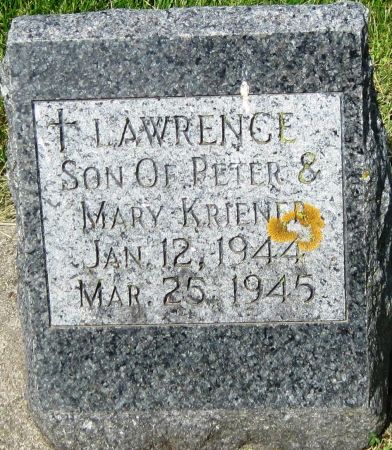 † LAWRENCE
SON OF PETER &
MARY KRIENER
JAN. 12, 1944
MAR. 25, 1945